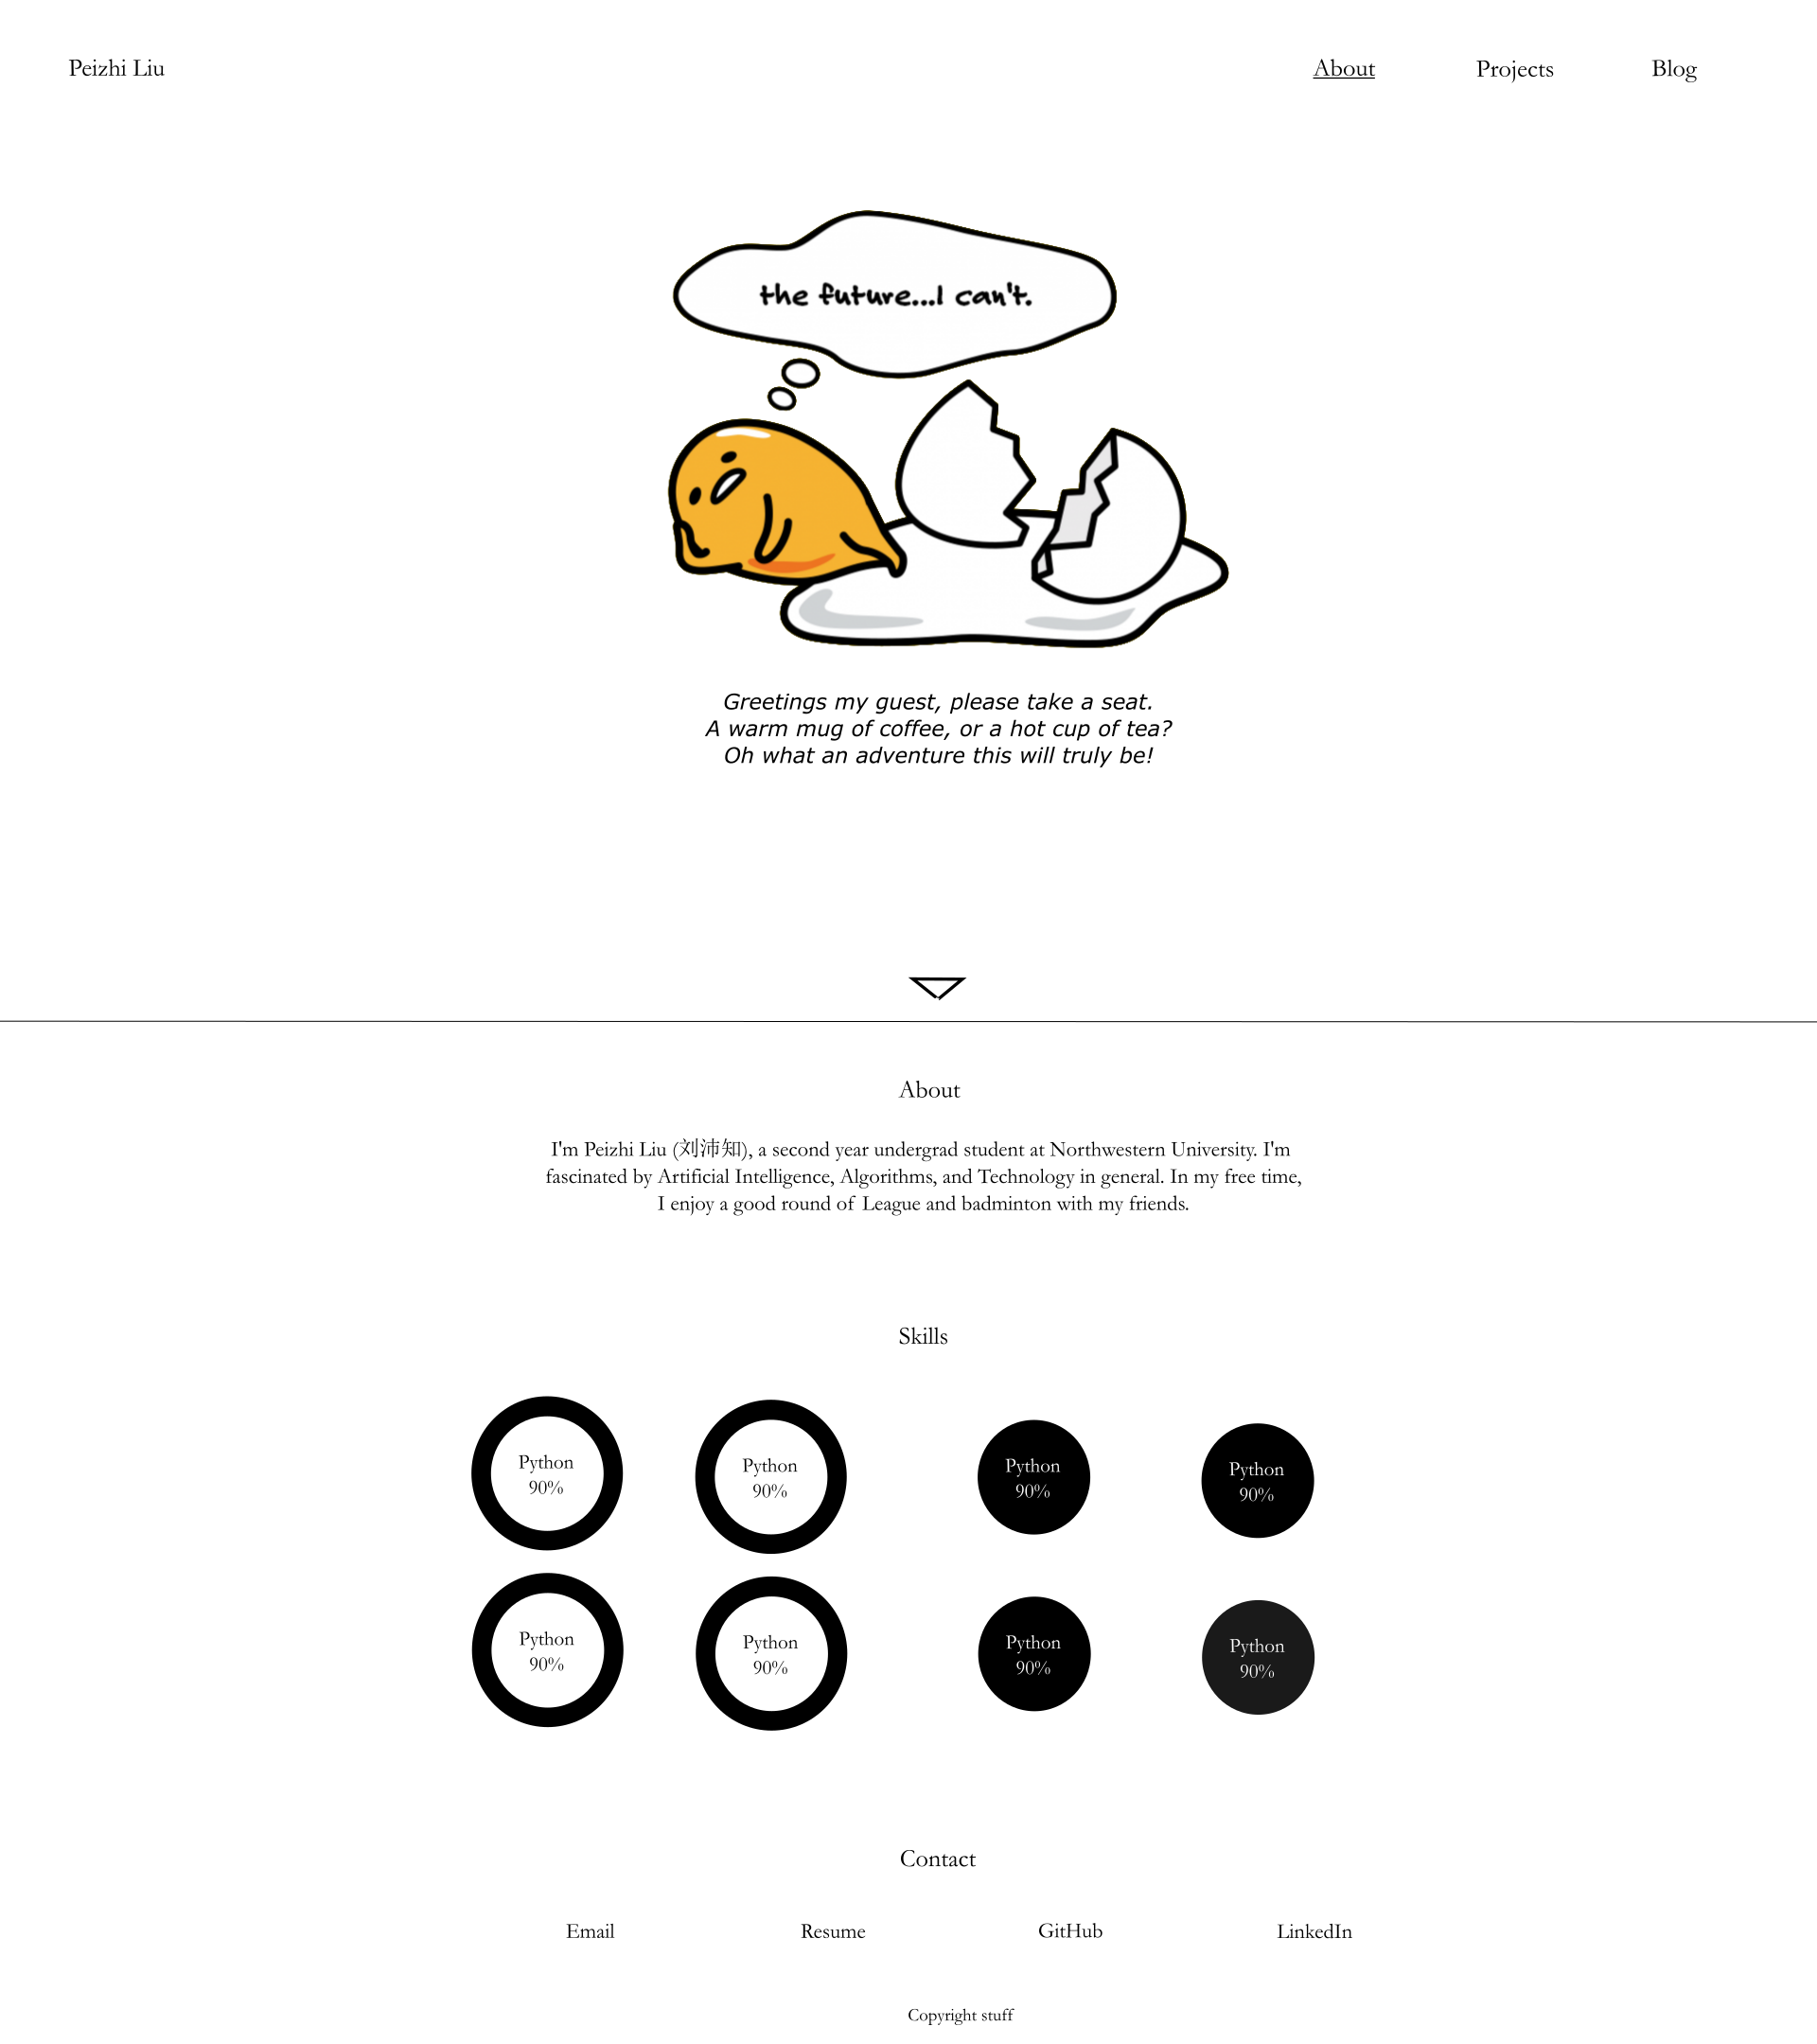 Peizhi Liu
About
Projects
Blog
the future...I can't.
Greetings my guest, please take a seat.
A warm mug of coffee, or a hot cup of tea?
Oh what an adventure this will truly be!
About
I'm Peizhi Liu (刘沛知), a second year undergrad student at Northwestern University. I'm
fascinated by Artificial Intelligence, Algorithms, and Technology in general. In my free time,
I enjoy a good round of League and badminton with my friends.
Skills
Python
90%
Python
90%
Python
90%
Python
90%
Python
90%
Python
90%
Python
90%
Python
90%
Contact
Email
Resume
GitHub
LinkedIn
Copyright stuff